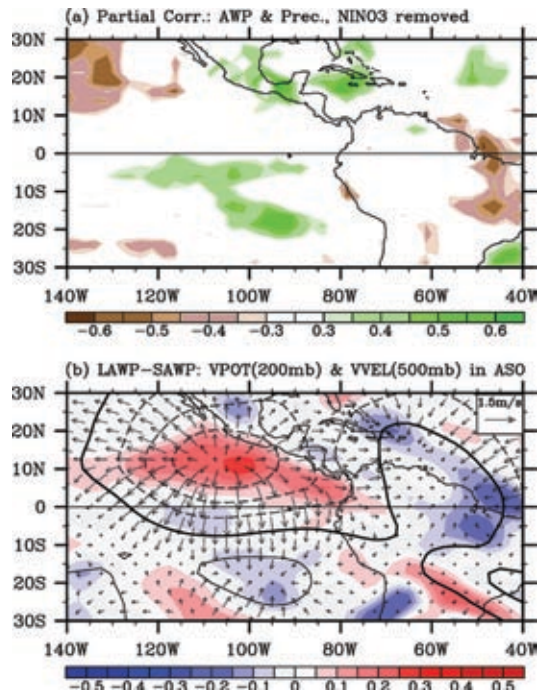 (a) Partial Corr.: AWP & Prec., NINO3 removed
30N
20N
10N
0
10S
20S
30S
140W 120W 100W 80W 60W 40W
-0.6 -0.5 -0.4 -0.3 0.3 0.4 0.5 0.6
(b) LAWP-SAWP: VPOT(200mb) & VVEL(500mb) in ASO
30N
1.5m/s
20N
10N
0
10S
20S
30S
140W 120W 100W 80W 60W 40W
-0.5 -0.4 -0.3 -0.2 -0.1 0 0.1 0.2 0.3 0.4 0.5